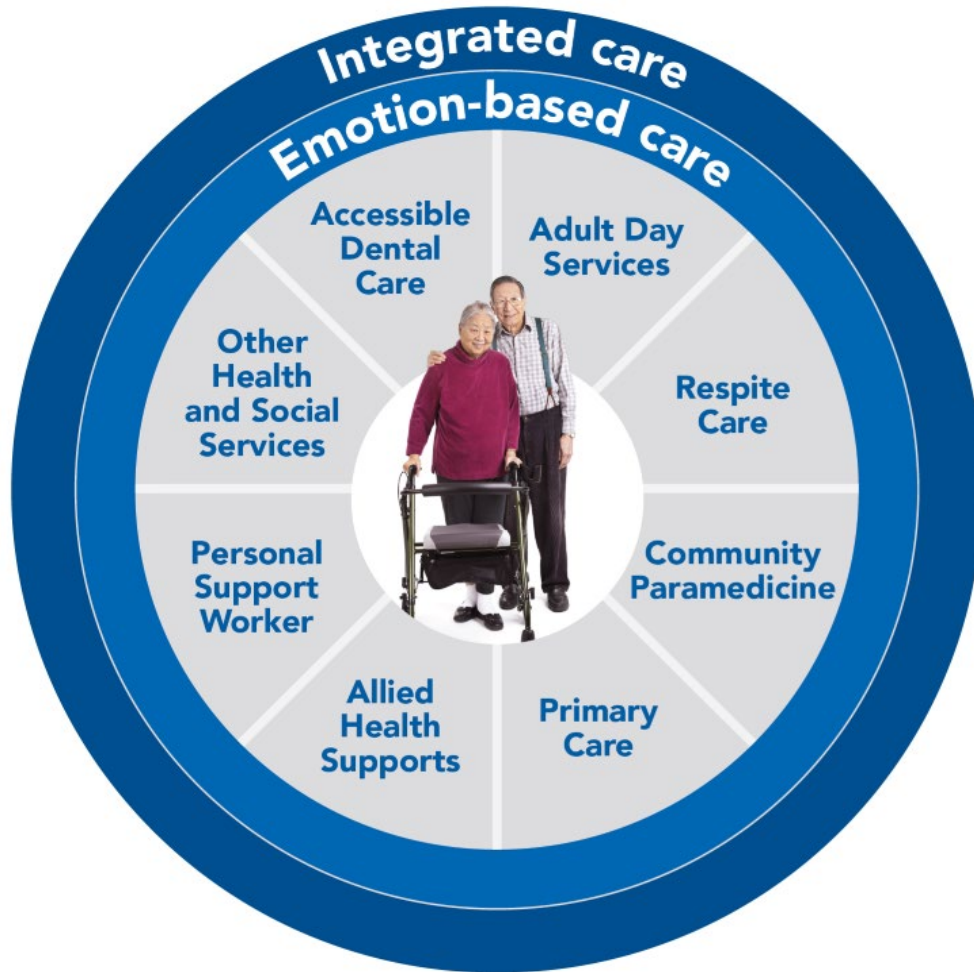 Integrated care
Emotion-based care
Accessible
Dental
Care
Adult Day
Services
Respite
Care
Community
Paramedicine
Primary
Care
Allied
Health
Supports
Personal
Support
Worker
Other
Health
and Social
Services